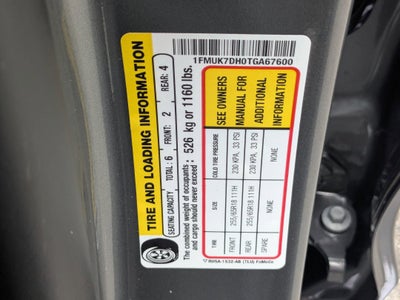 1FMUK7DH0TGA67600
TIRE AND LOADING INFORMATION
SEATING CAPACITY TOTAL: 6 FRONT: 2 REAR: 4
The combined weight of occupants and cargo should never exceed : 526 kg or 1160 lbs.
TIRE SIZE COLD TIRE PRESSURE
FRONT 255/65R18 111H 230 KPA, 33 PSI
REAR 255/65R18 111H 230 KPA, 33 PSI
SPARE NONE NONE
SEE OWNERS
MANUAL FOR
ADDITIONAL
INFORMATION